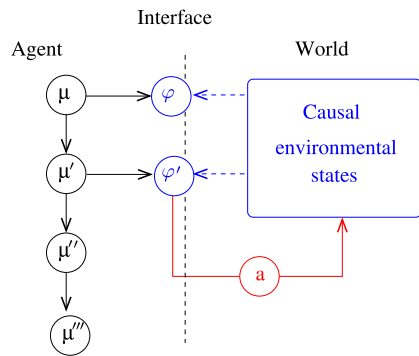 Interface
Agent
World
μ
φ
Causal
environmental
states
μ′
φ′
μ″
a
μ‴